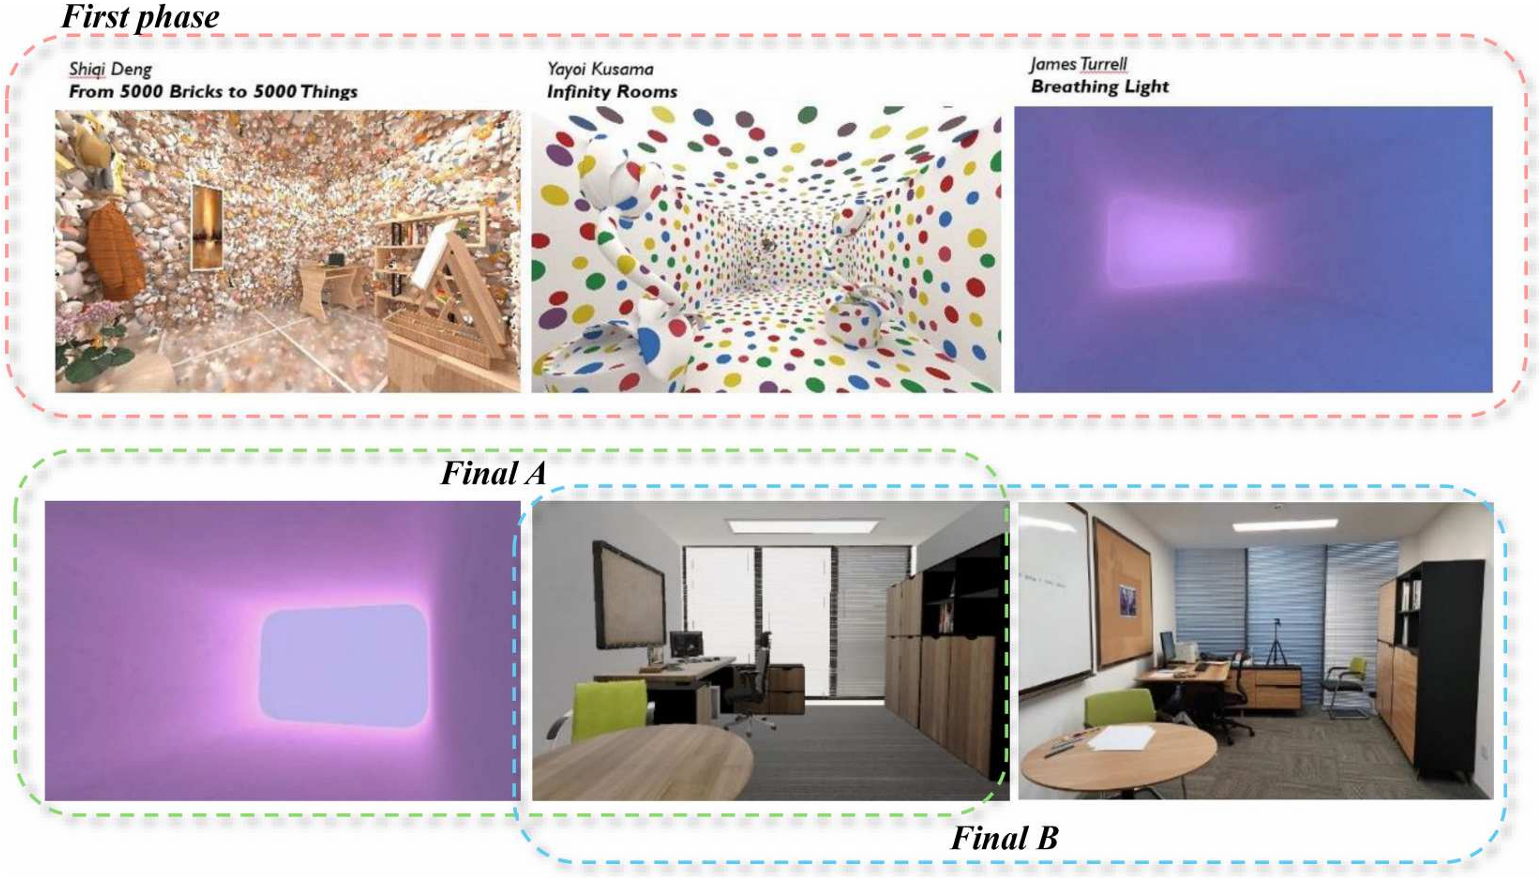 First phase
Shiqi Deng
From 5000 Bricks to 5000 Things
Yayoi Kusama
Infinity Rooms
James Turrell
Breathing Light
Final A
Final B